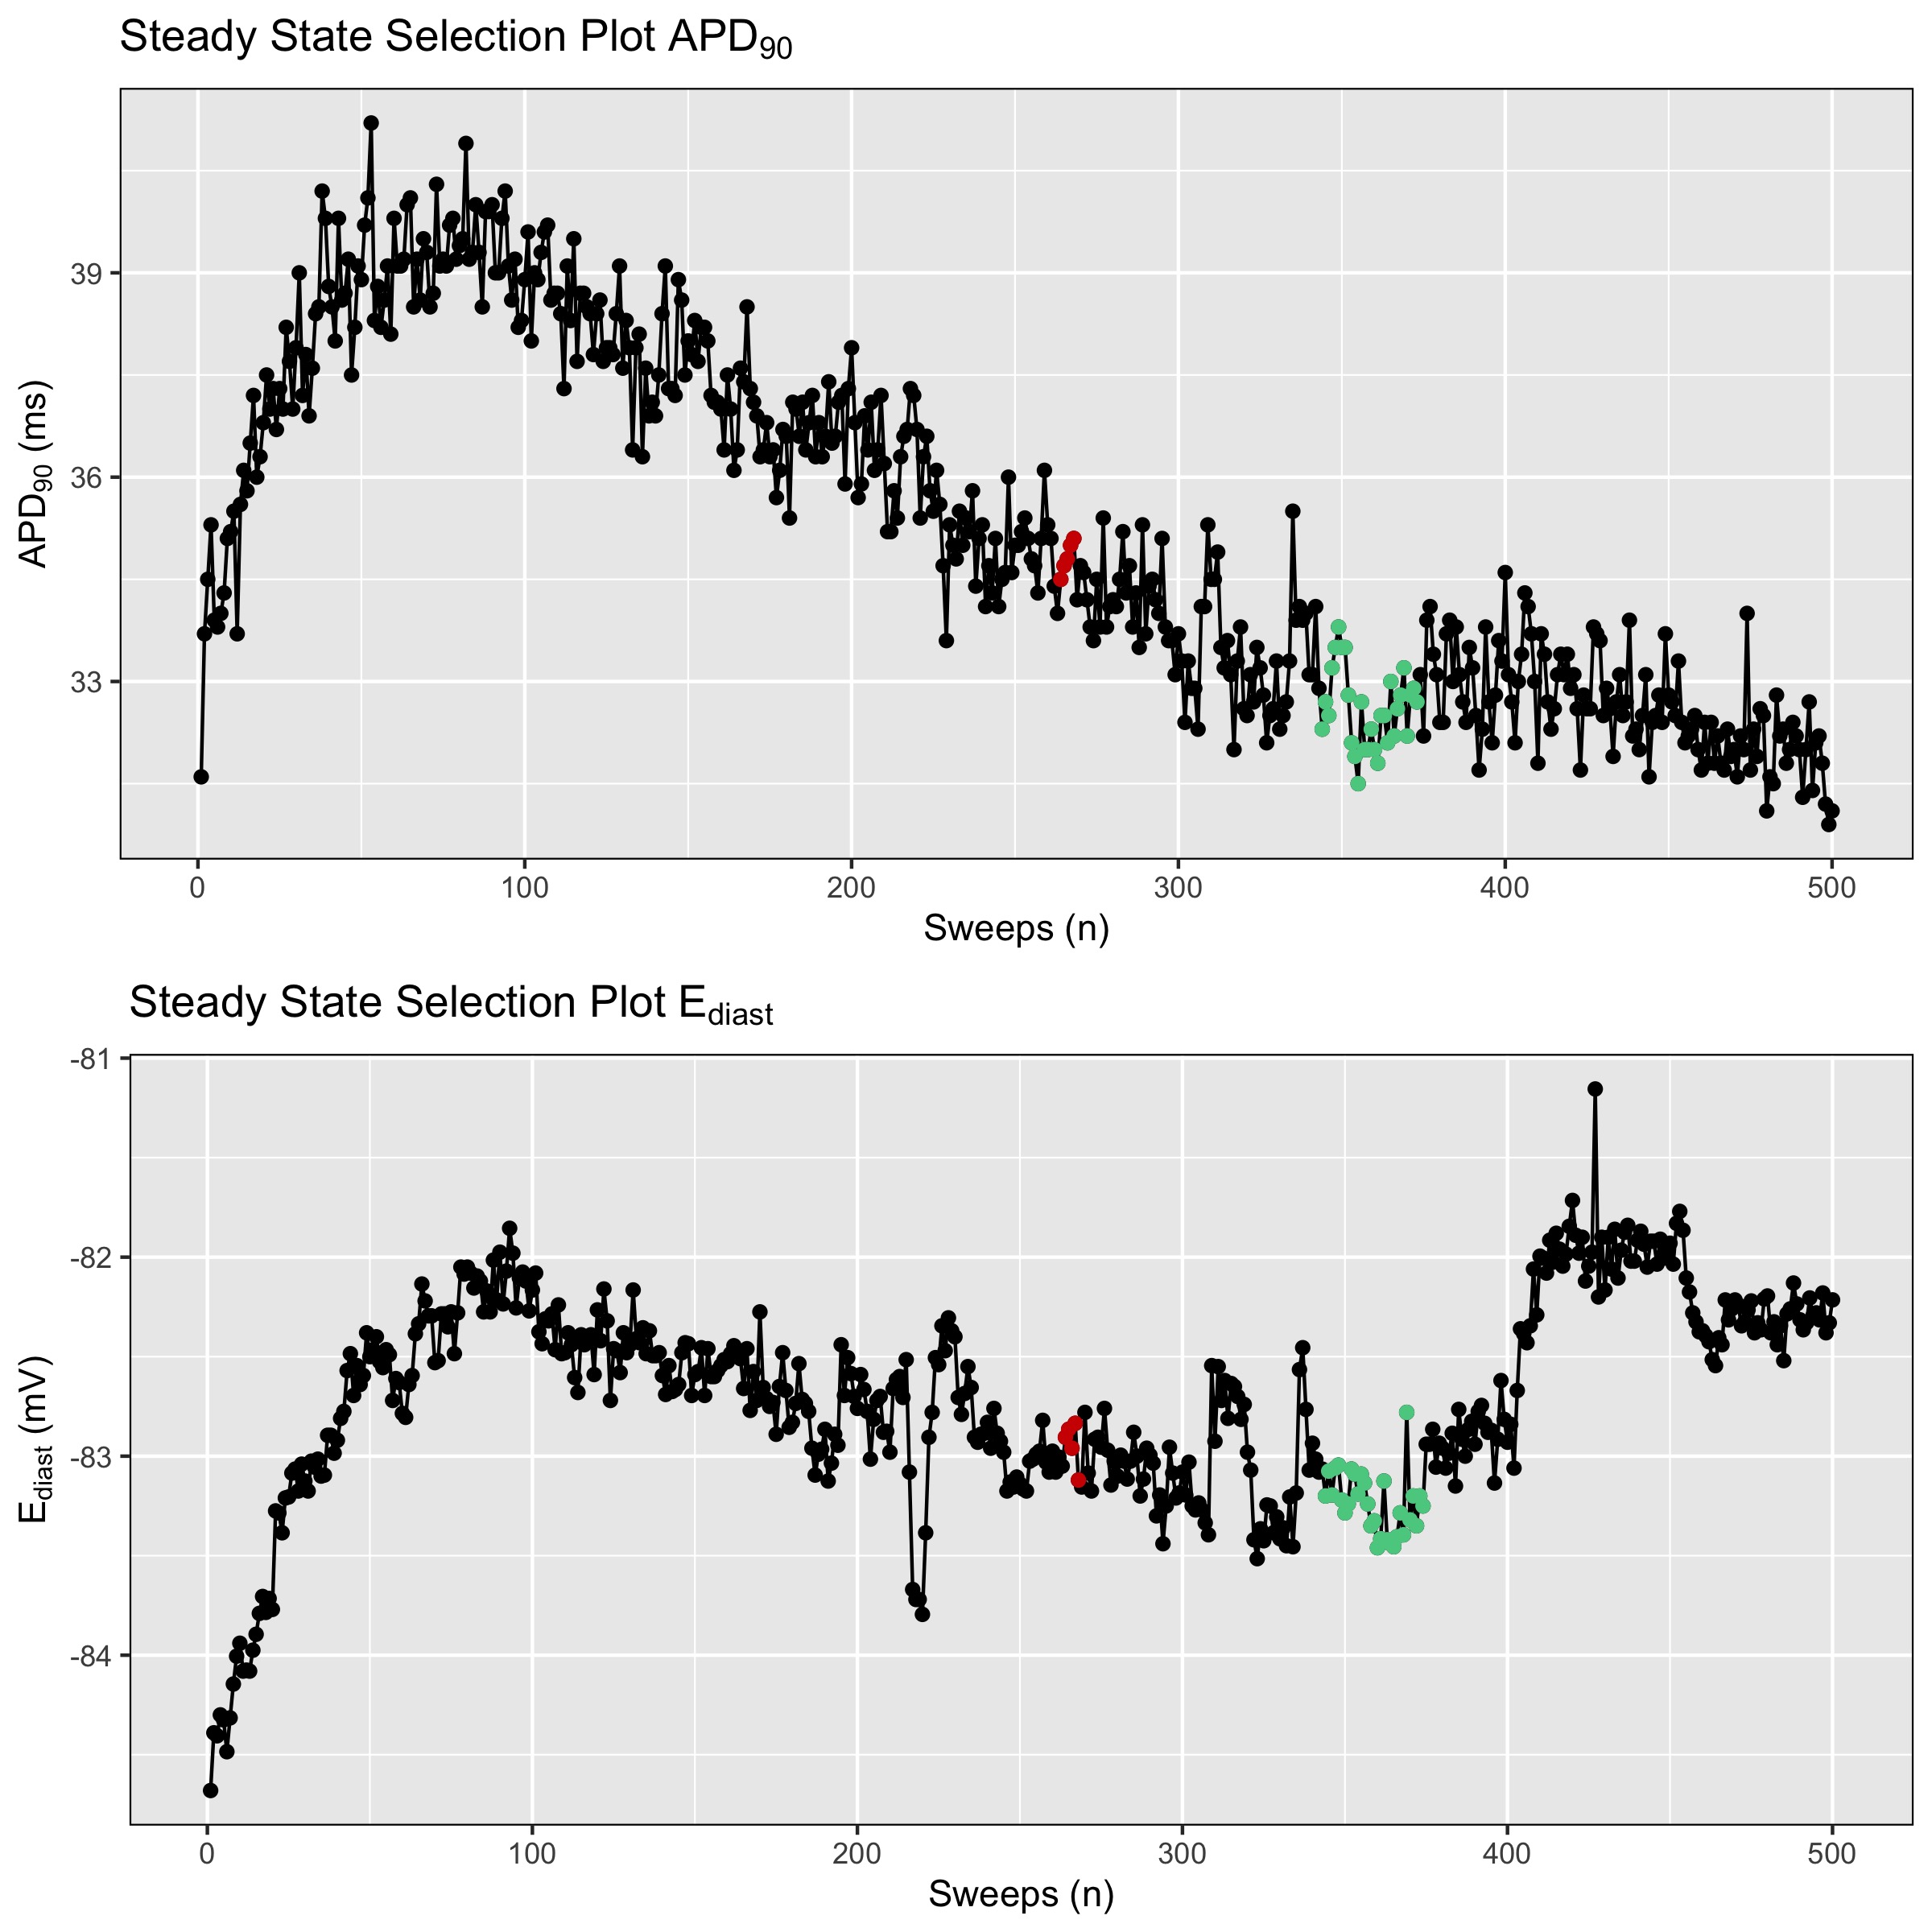 Steady State Selection Plot APD90
39
36
33
APD90 (ms)
0 100 200 300 400 500
Sweeps (n)
Steady State Selection Plot Ediast
-81
-82
-83
-84
Ediast (mV)
0 100 200 300 400 500
Sweeps (n)